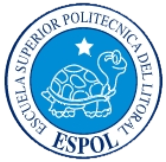 ESCUELA SUPERIOR POLITECNICA DEL LITORAL
ESPOL